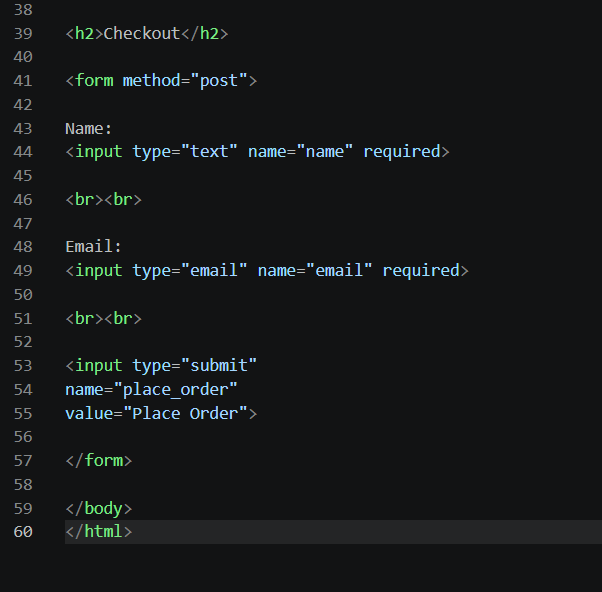 38
39 <h2>Checkout</h2>
40
41 <form method="post">
42
43 Name:
44 <input type="text" name="name" required>
45
46 <br><br>
47
48 Email:
49 <input type="email" name="email" required>
50
51 <br><br>
52
53 <input type="submit"
54 name="place_order"
55 value="Place Order">
56
57 </form>
58
59 </body>
60 </html>